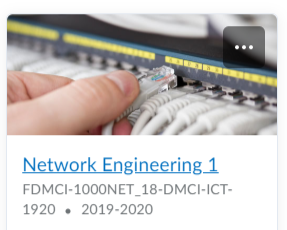 Network Engineering 1
FDMCI-1000NET_18-DMCI-ICT-
1920 • 2019-2020